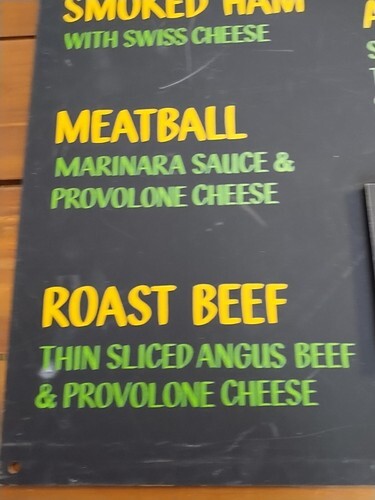 SMOKED HAM
WITH SWISS CHEESE
MEATBALL
MARINARA SAUCE &
PROVOLONE CHEESE
ROAST BEEF
THIN SLICED ANGUS BEEF
& PROVOLONE CHEESE